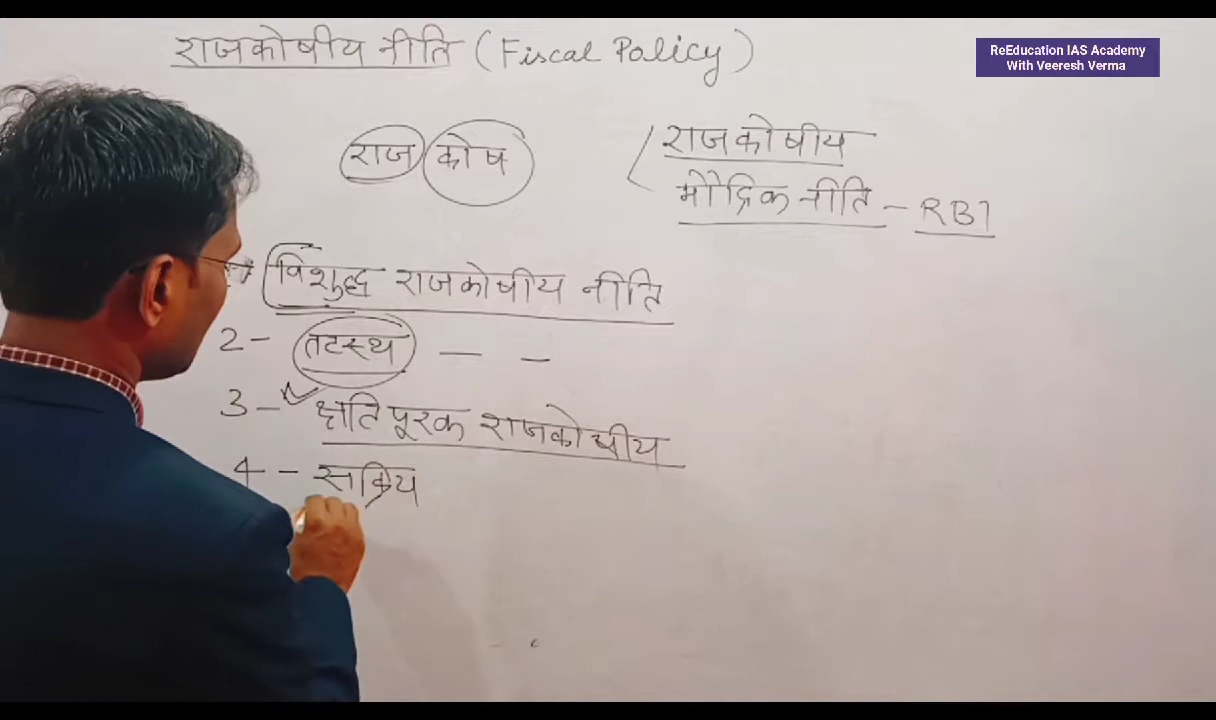 राजकोषीय नीति (Fiscal Policy)
ReEducation IAS Academy
With Veeresh Verma
राज कोष
राजकोषीय
मौद्रिक नीति - RBI
विशुद्ध राजकोषीय नीति
2- तटस्थ — -
3- क्षतिपूरक राजकोषीय
4- सक्रिय